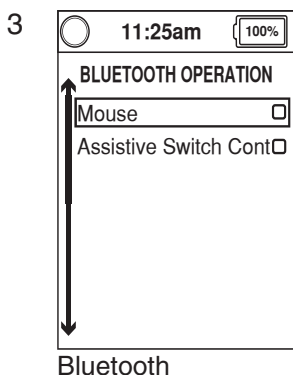 3
11:25am 100%
BLUETOOTH OPERATION
Mouse
Assistive Switch Cont
Bluetooth